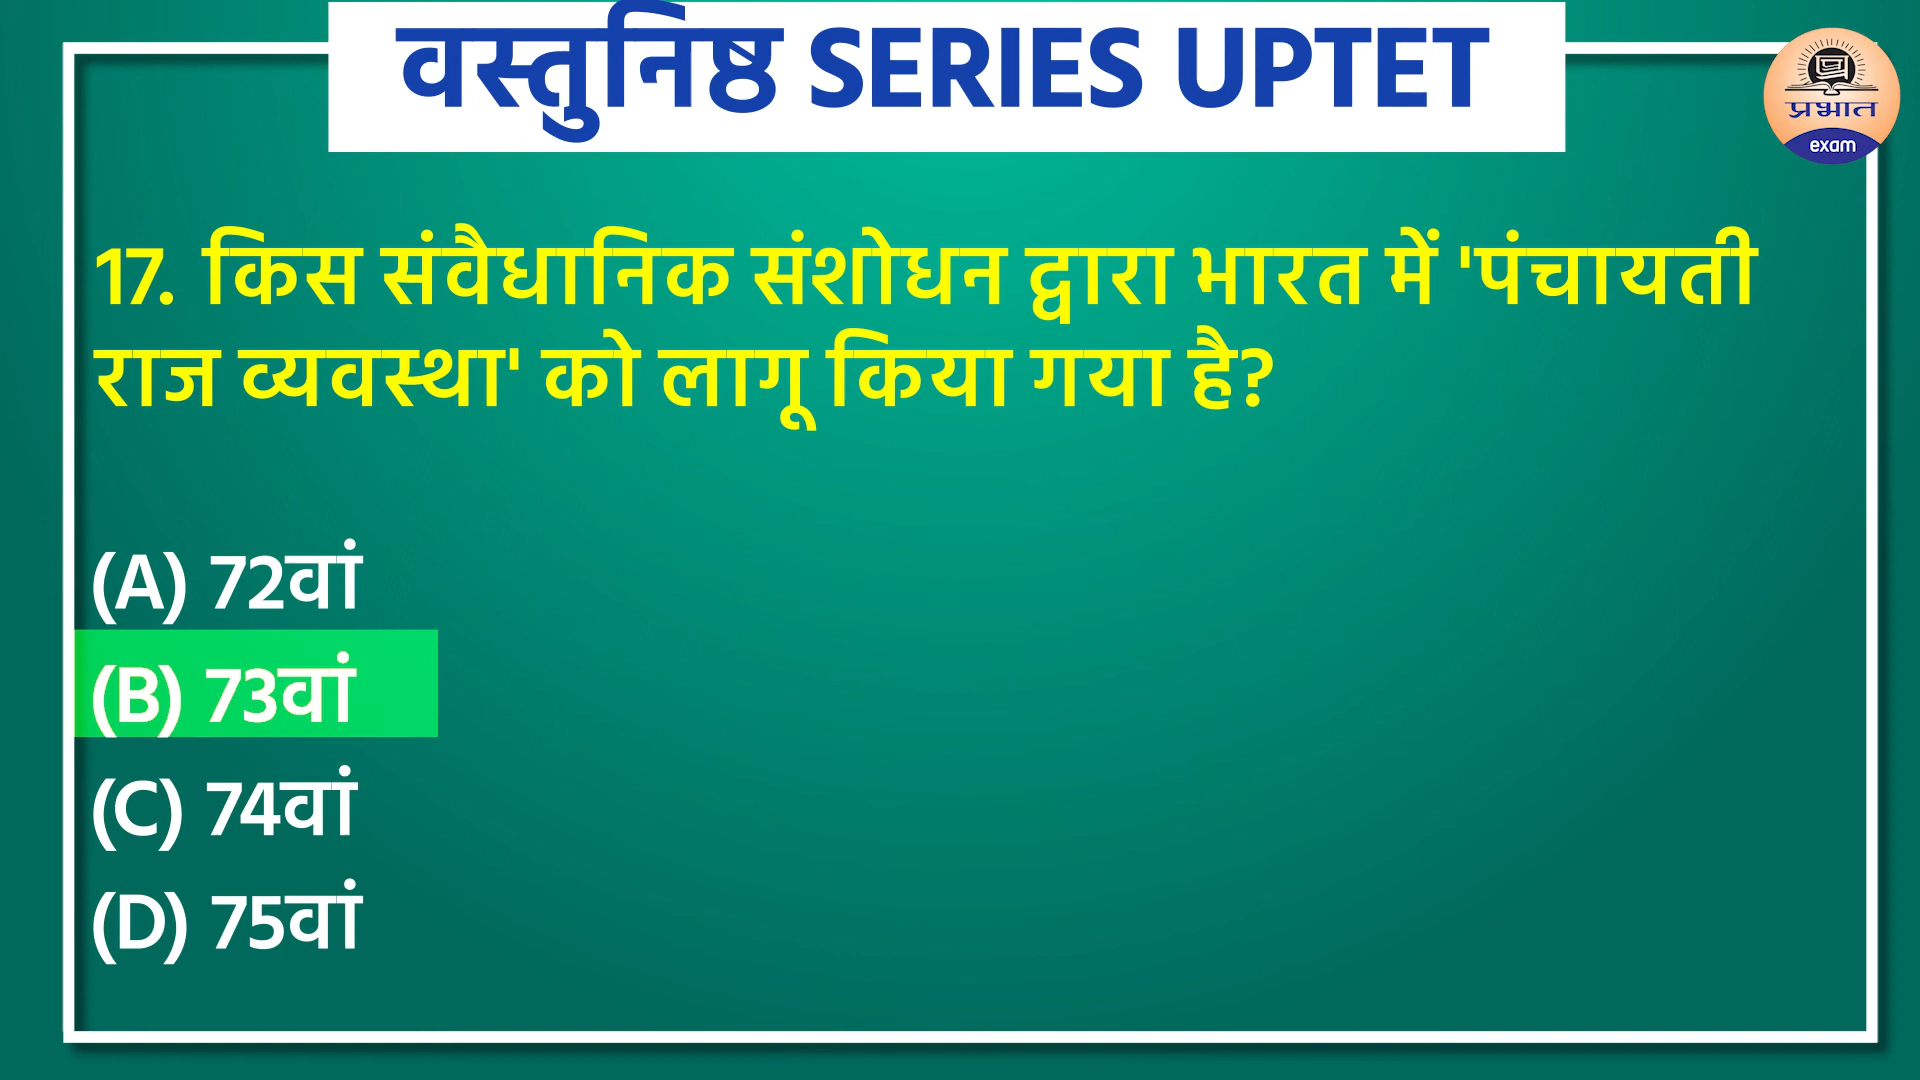 वस्तुनिष्ठ SERIES UPTET
प्रभात
exam
17. किस संवैधानिक संशोधन द्वारा भारत में 'पंचायती
राज व्यवस्था' को लागू किया गया है?
(A) 72वां
(B) 73वां
(C) 74वां
(D) 75वां